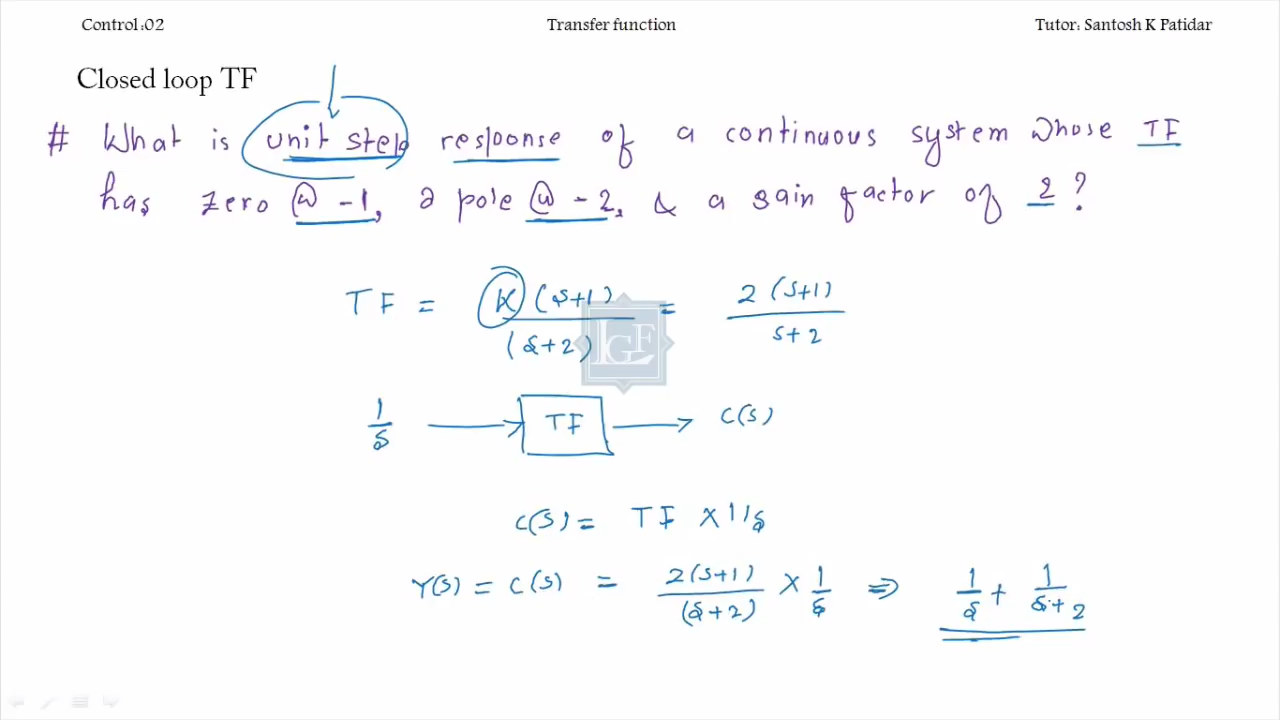 Control:02 Transfer function Tutor: Santosh K Patidar
Closed loop TF
# What is unit step response of a continuous system whose TF
has zero @ -1, a pole @ -2, & a gain factor of 2?
TF = K (s+1) / (s+2) = 2 (s+1) / s+2
1/s → TF → C(s)
LGF
C(s) = TF × 1/s
Y(s) = C(s) = 2(s+1) / (s+2) × 1/s ⇒ 1/s + 1/s+2